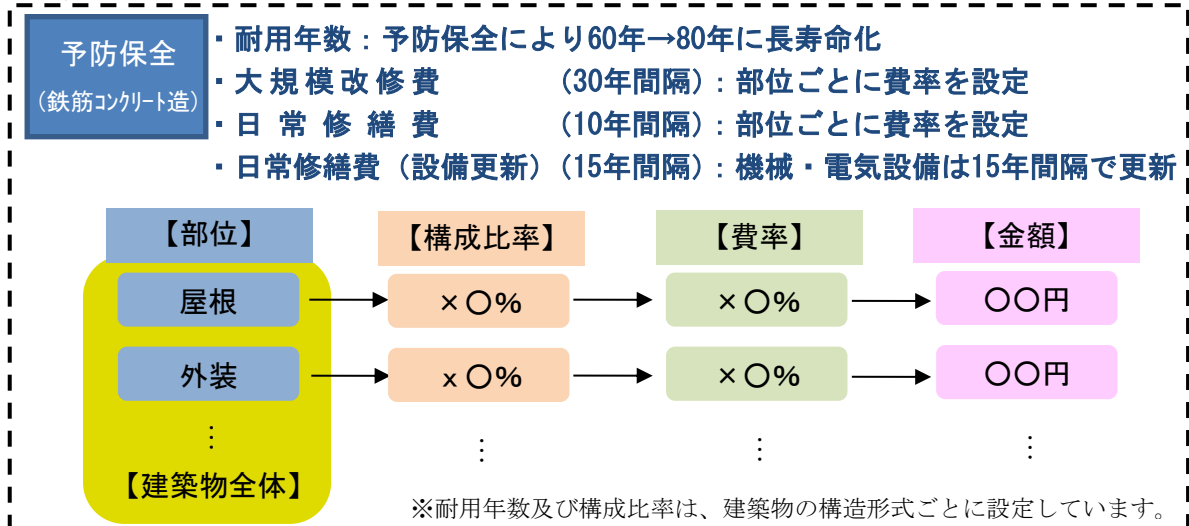 予防保全
(鉄筋ｺﾝｸﾘｰﾄ造)
・耐用年数：予防保全により60年→80年に長寿命化
・大規模改修費 （30年間隔）：部位ごとに費率を設定
・日常修繕費 （10年間隔）：部位ごとに費率を設定
・日常修繕費（設備更新）（15年間隔）：機械・電気設備は15年間隔で更新
【部位】 【構成比率】 【費率】 【金額】
屋根 ×〇% ×〇% 〇〇円
外装 x〇% ×〇% 〇〇円
⋮ ⋮ ⋮ ⋮
【建築物全体】
※耐用年数及び構成比率は、建築物の構造形式ごとに設定しています。